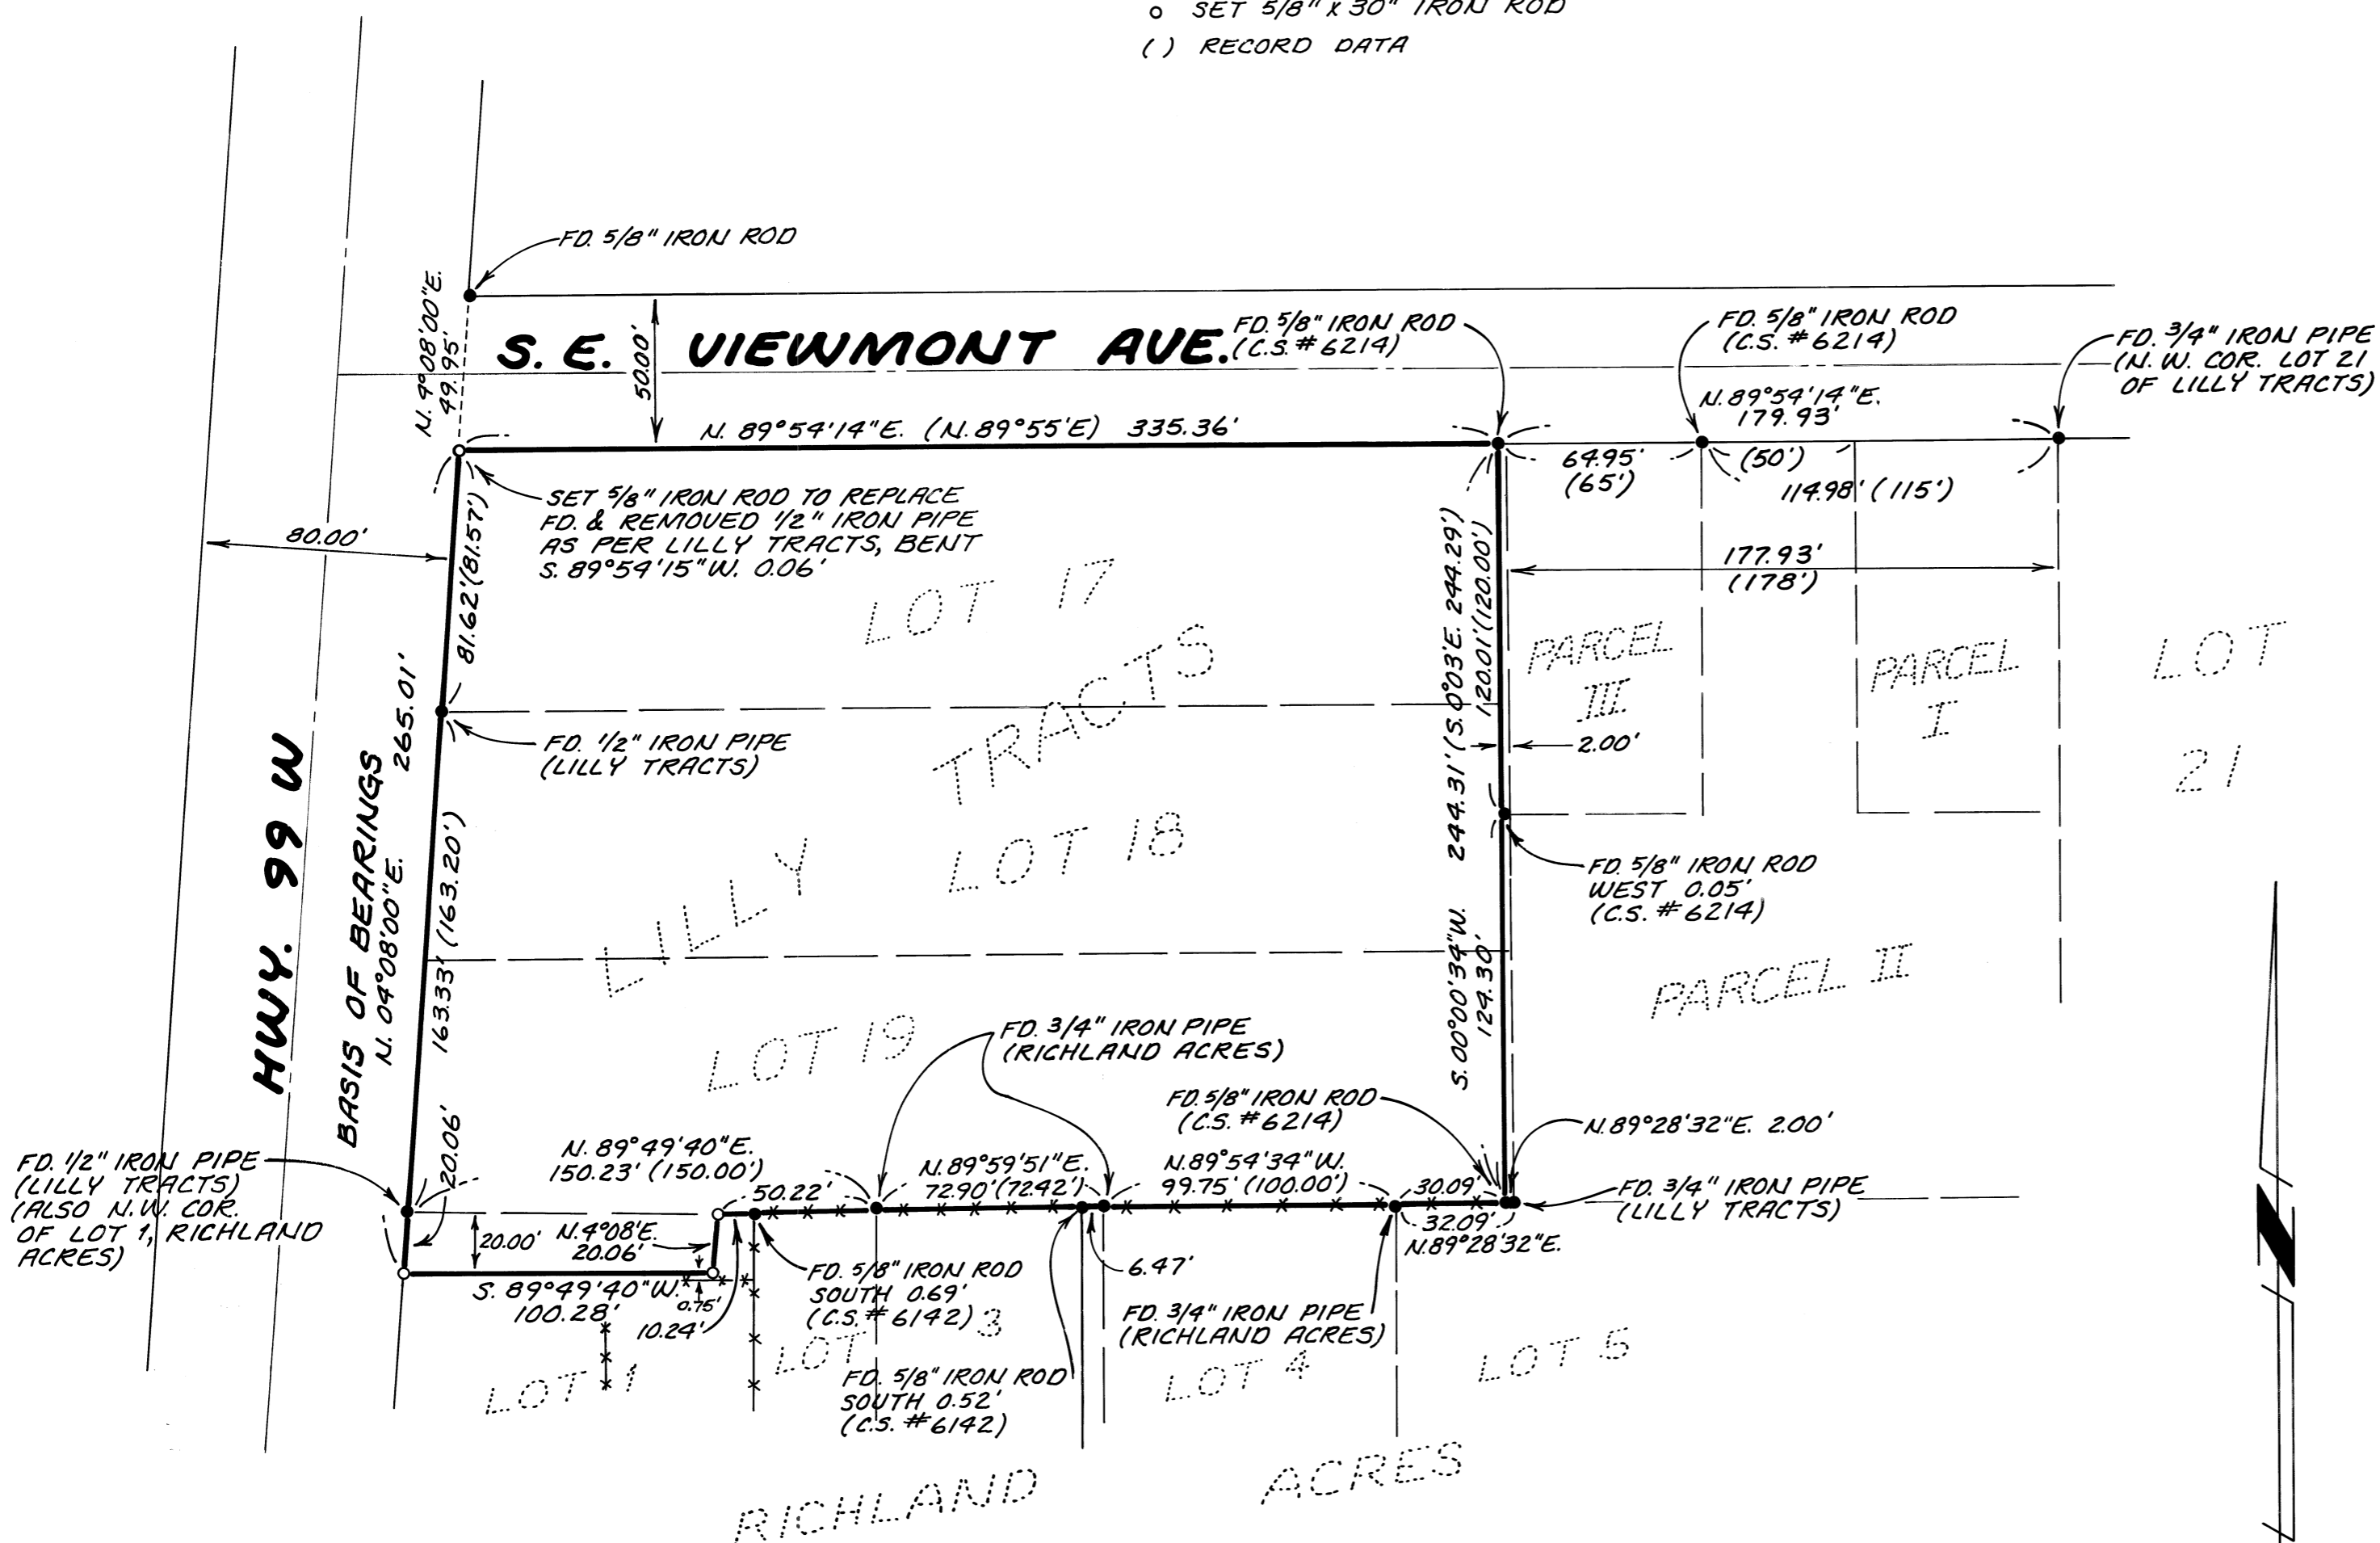 SET 5/8" X 30" IRON ROD
( ) RECORD DATA
FD. 5/8" IRON ROD
N. 4°08'00"E.
49.95'
S. E. VIEWMONT AVE.
50.00'
FD. 5/8" IRON ROD
(C.S. # 6214)
FD. 5/8" IRON ROD
(C.S. # 6214)
FD. 3/4" IRON PIPE
(N. W. COR. LOT 21
OF LILLY TRACTS)
N. 89°54'14"E.
179.93'
N. 89°54'14"E. (N. 89°55'E) 335.36'
64.95'
(65')
(50')
114.98' (115')
80.00'
SET 5/8" IRON ROD TO REPLACE
FD. & REMOVED 1/2" IRON PIPE
AS PER LILLY TRACTS, BENT
S. 89°54'15"W. 0.06'
81.62' (81.57')
177.93'
(178')
LOT 17
PARCEL
III
PARCEL
I
LOT
21
2.00'
FD. 1/2" IRON PIPE
(LILLY TRACTS)
LILLY TRACTS
LOT 18
S. 00°00'34"W. 244.31' (S. 0°03'E. 244.29')
120.01' (120.00')
124.30'
FD. 5/8" IRON ROD
WEST 0.05'
(C.S. # 6214)
PARCEL II
HWY. 99 W
BASIS OF BEARINGS
N. 04°08'00"E. 265.01'
163.33' (163.20')
20.06'
LOT 19
FD. 3/4" IRON PIPE
(RICHLAND ACRES)
FD. 5/8" IRON ROD
(C.S. # 6214)
N. 89°28'32"E. 2.00'
FD. 1/2" IRON PIPE
(LILLY TRACTS)
(ALSO N.W. COR.
OF LOT 1, RICHLAND
ACRES)
N. 89°49'40"E.
150.23' (150.00')
50.22'
N. 89°59'51"E.
72.90' (72.42')
N. 89°54'34"W.
99.75' (100.00')
30.09'
32.09'
N. 89°28'32"E.
FD. 3/4" IRON PIPE
(LILLY TRACTS)
20.00'
N. 4°08'E.
20.06'
S. 89°49'40"W.
100.28'
0.75'
10.24'
FD. 5/8" IRON ROD
SOUTH 0.69'
(C.S. # 6142)
6.47'
FD. 3/4" IRON PIPE
(RICHLAND ACRES)
LOT 1
LOT 3
FD. 5/8" IRON ROD
SOUTH 0.52'
(C.S. # 6142)
LOT 4
LOT 5
RICHLAND ACRES
N